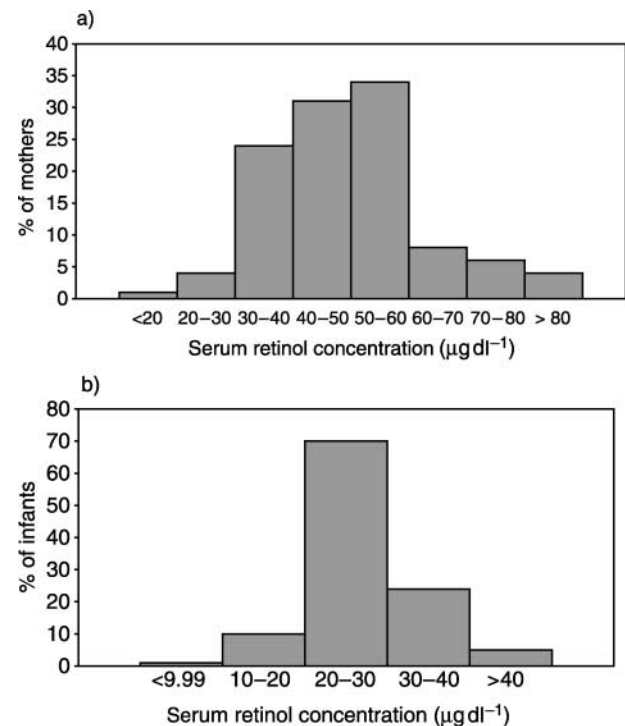 a)
40
35
30
25
20
15
10
5
0
% of mothers
<20 20–30 30–40 40–50 50–60 60–70 70–80 > 80
Serum retinol concentration (µg dl⁻¹)
b)
80
70
60
50
40
30
20
10
0
% of infants
<9.99 10–20 20–30 30–40 >40
Serum retinol concentration (µg dl⁻¹)